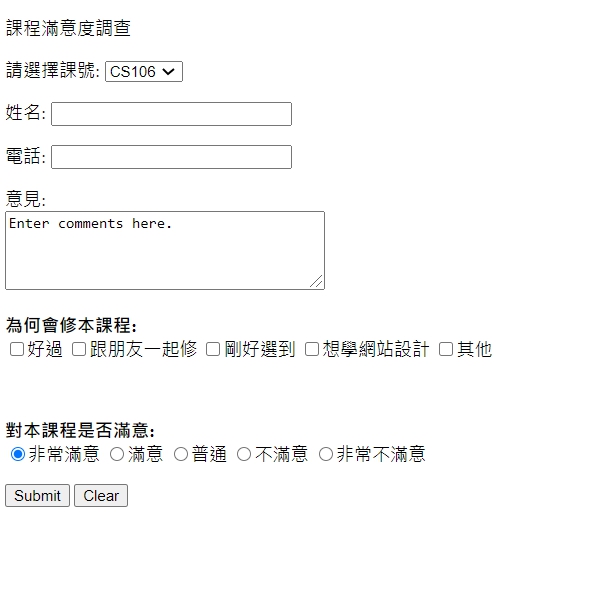 課程滿意度調查
請選擇課號: CS106
姓名:
電話:
意見:
Enter comments here.
為何會修本課程:
好過 跟朋友一起修 剛好選到 想學網站設計 其他
對本課程是否滿意:
非常滿意 滿意 普通 不滿意 非常不滿意
Submit Clear